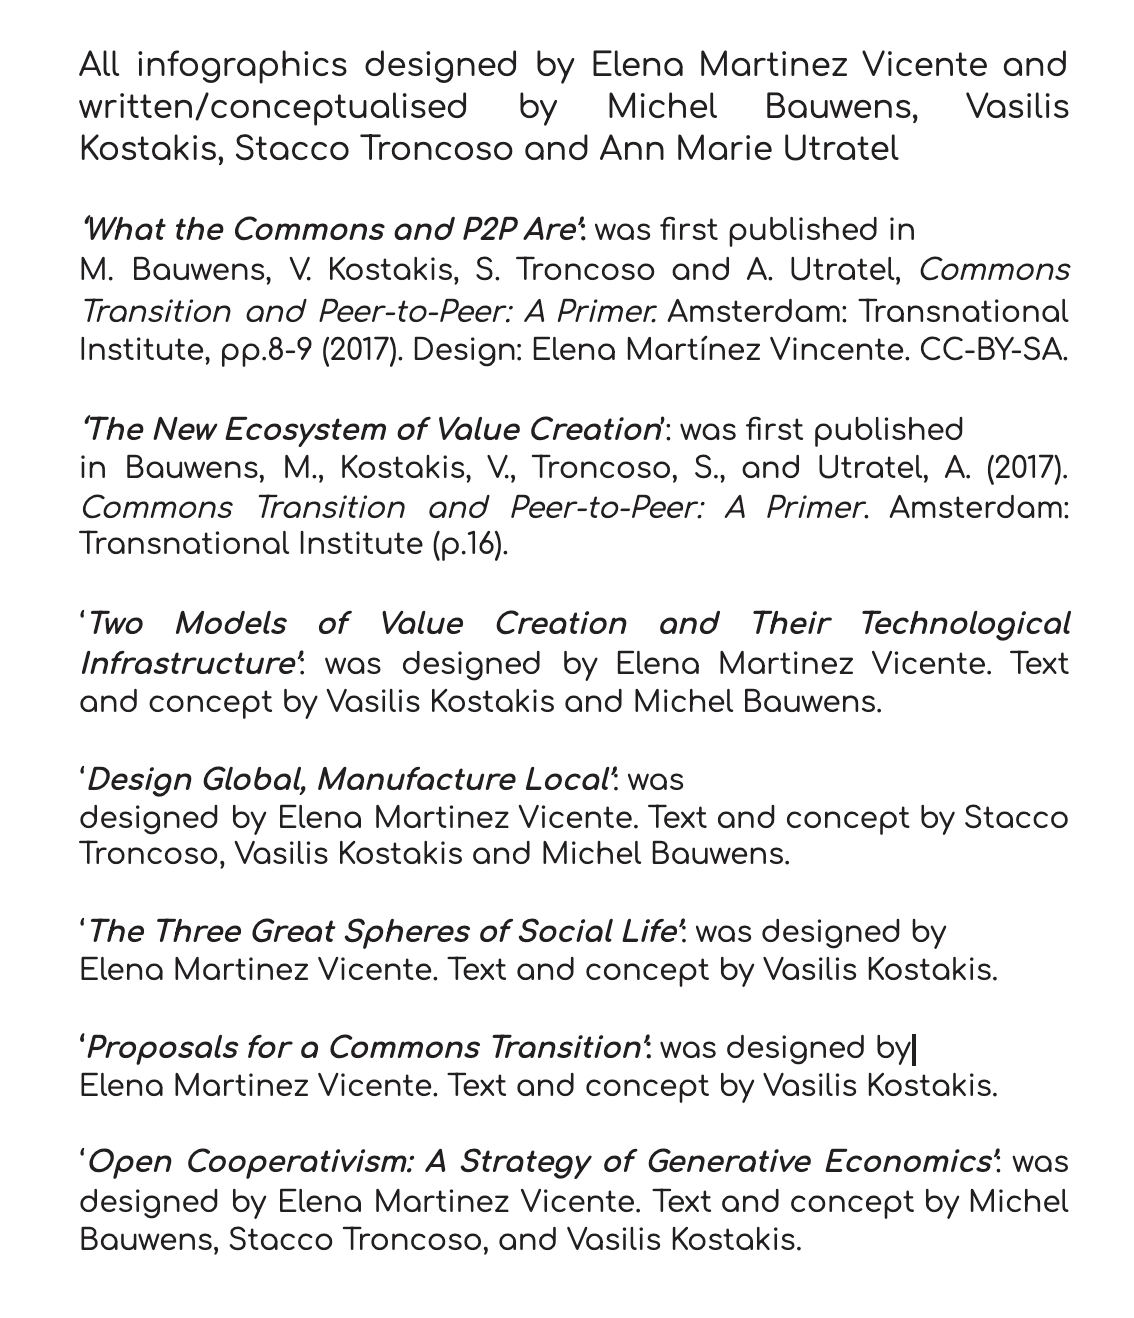 All infographics designed by Elena Martinez Vicente and
written/conceptualised by Michel Bauwens, Vasilis
Kostakis, Stacco Troncoso and Ann Marie Utratel
‘What the Commons and P2P Are’: was first published in
M. Bauwens, V. Kostakis, S. Troncoso and A. Utratel, Commons
Transition and Peer-to-Peer: A Primer. Amsterdam: Transnational
Institute, pp.8-9 (2017). Design: Elena Martínez Vincente. CC-BY-SA.
‘The New Ecosystem of Value Creation’: was first published
in Bauwens, M., Kostakis, V., Troncoso, S., and Utratel, A. (2017).
Commons Transition and Peer-to-Peer: A Primer. Amsterdam:
Transnational Institute (p.16).
‘Two Models of Value Creation and Their Technological
Infrastructure’: was designed by Elena Martinez Vicente. Text
and concept by Vasilis Kostakis and Michel Bauwens.
‘Design Global, Manufacture Local’: was
designed by Elena Martinez Vicente. Text and concept by Stacco
Troncoso, Vasilis Kostakis and Michel Bauwens.
‘The Three Great Spheres of Social Life’: was designed by
Elena Martinez Vicente. Text and concept by Vasilis Kostakis.
‘Proposals for a Commons Transition’: was designed by
Elena Martinez Vicente. Text and concept by Vasilis Kostakis.
‘Open Cooperativism: A Strategy of Generative Economics’: was
designed by Elena Martinez Vicente. Text and concept by Michel
Bauwens, Stacco Troncoso, and Vasilis Kostakis.